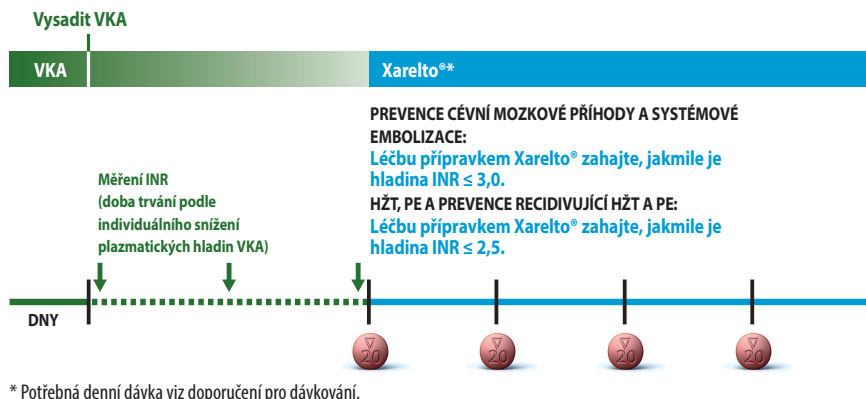 Vysadit VKA
VKA
Xarelto®*
PREVENCE CÉVNÍ MOZKOVÉ PŘÍHODY A SYSTÉMOVÉ
EMBOLIZACE:
Léčbu přípravkem Xarelto® zahajte, jakmile je
hladina INR ≤ 3,0.
HŽT, PE A PREVENCE RECIDIVUJÍCÍ HŽT A PE:
Léčbu přípravkem Xarelto® zahajte, jakmile je
hladina INR ≤ 2,5.
Měření INR
(doba trvání podle
individuálního snížení
plazmatických hladin VKA)
DNY
20
20
20
20
* Potřebná denní dávka viz doporučení pro dávkování.